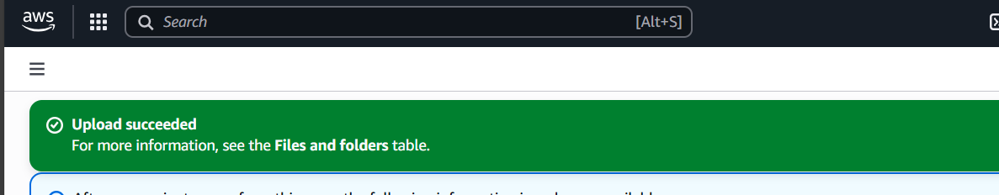 aws
Search [Alt+S]
Upload succeeded
For more information, see the Files and folders table.